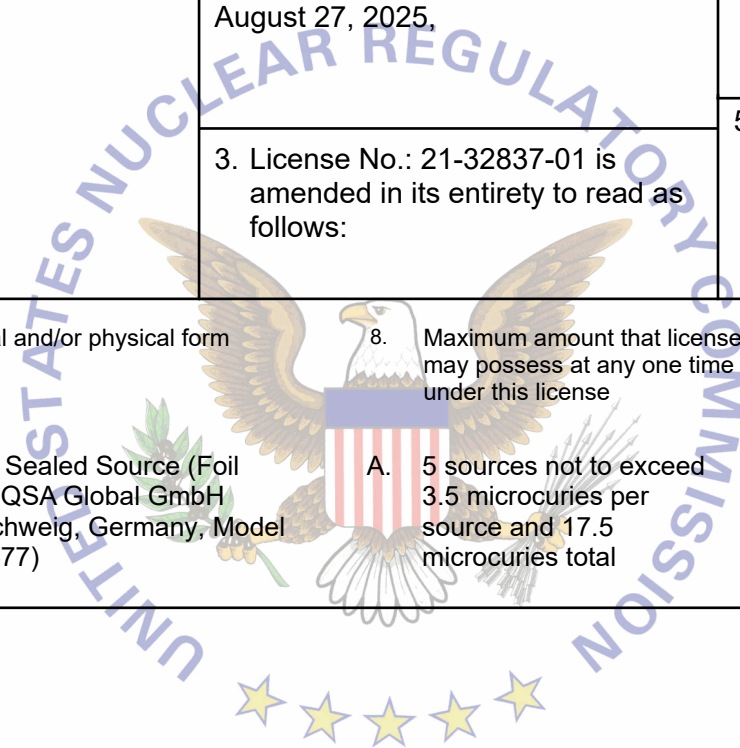 August 27, 2025,
3. License No.: 21-32837-01 is
amended in its entirety to read as
follows:
and/or physical form
8. Maximum amount that license
may possess at any one time
under this license
Sealed Source (Foil
QSA Global GmbH
chweig, Germany, Model
77)
A. 5 sources not to exceed
3.5 microcuries per
source and 17.5
microcuries total
UNITED STATES NUCLEAR REGULATORY COMMISSION